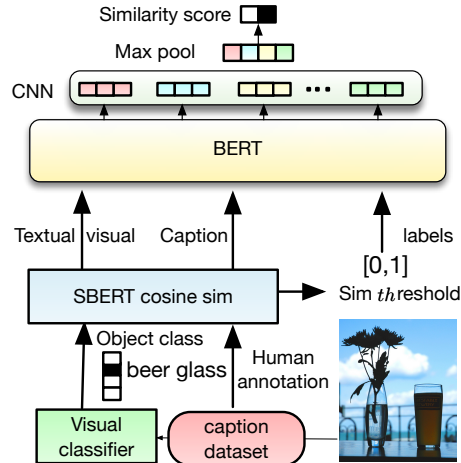 Similarity score
Max pool
CNN
BERT
Textual visual
Caption
labels
[0,1]
SBERT cosine sim
Sim threshold
Object class
beer glass
Human
annotation
Visual
classifier
caption
dataset